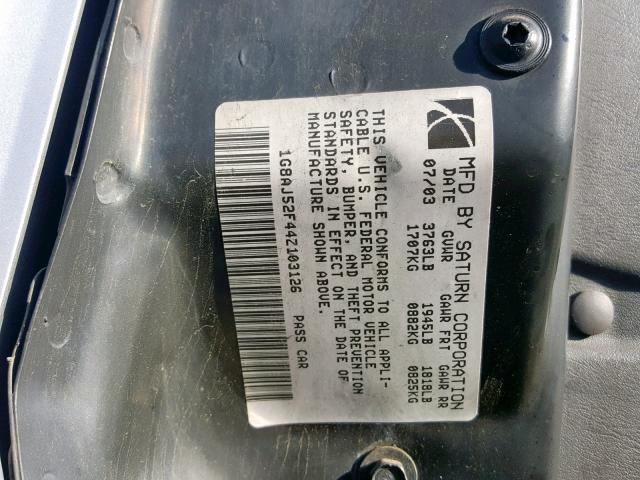 MFD BY SATURN CORPORATION
DATE GVWR GAWR FRT GAWR RR
07/03 3763LB 1945LB 1818LB
1707KG 0882KG 0825KG
THIS VEHICLE CONFORMS TO ALL APPLI-
CABLE U.S. FEDERAL MOTOR VEHICLE
SAFETY, BUMPER, AND THEFT PREVENTION
STANDARDS IN EFFECT ON THE DATE OF
MANUFACTURE SHOWN ABOVE.
1G8AJ52F44Z103126 PASS CAR